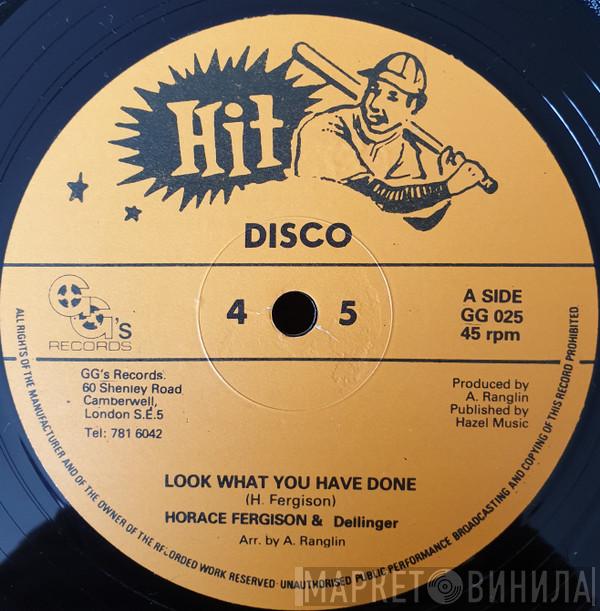 Hit
DISCO
4 5
A SIDE
GG 025
45 rpm
GG's
RECORDS
GG's Records.
60 Shenley Road
Camberwell,
London S.E.5
Tel: 781 6042
Produced by
A. Ranglin
Published by
Hazel Music
LOOK WHAT YOU HAVE DONE
(H. Fergison)
HORACE FERGISON & Dellinger
Arr. by A. Ranglin
ALL RIGHTS OF THE MANUFACTURER AND OF THE OWNER OF THE RECORDED WORK RESERVED · UNAUTHORISED PUBLIC PERFORMANCE BROADCASTING AND COPYING OF THIS RECORD PROHIBITED
МАРКЕТ ВИНИЛА